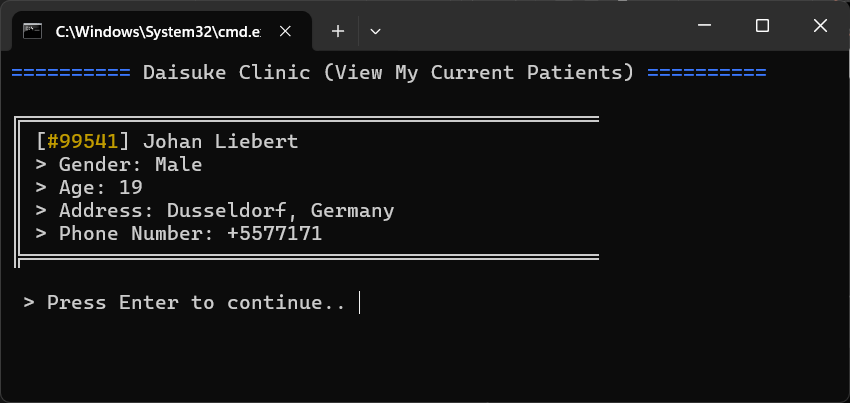 C:\Windows\System32\cmd.e
========== Daisuke Clinic (View My Current Patients) ==========
[#99541] Johan Liebert
> Gender: Male
> Age: 19
> Address: Dusseldorf, Germany
> Phone Number: +5577171
> Press Enter to continue..